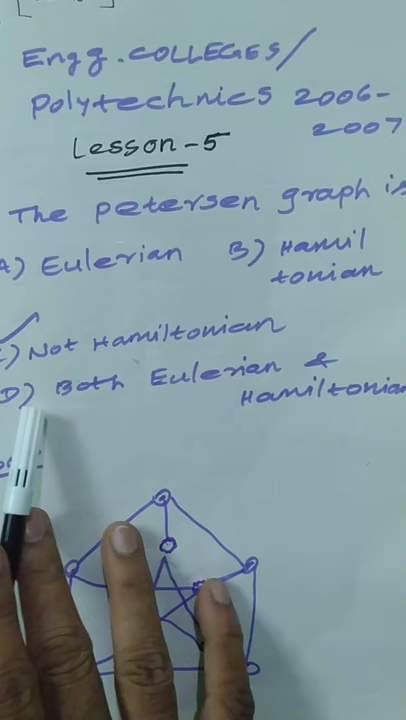 Engg. COLLEGES/
Polytechnics 2006-
2007
Lesson-5
The petersen graph is
A) Eulerian B) Hamil
tonian
C) Not Hamiltonian
D) Both Eulerian &
Hamiltonian